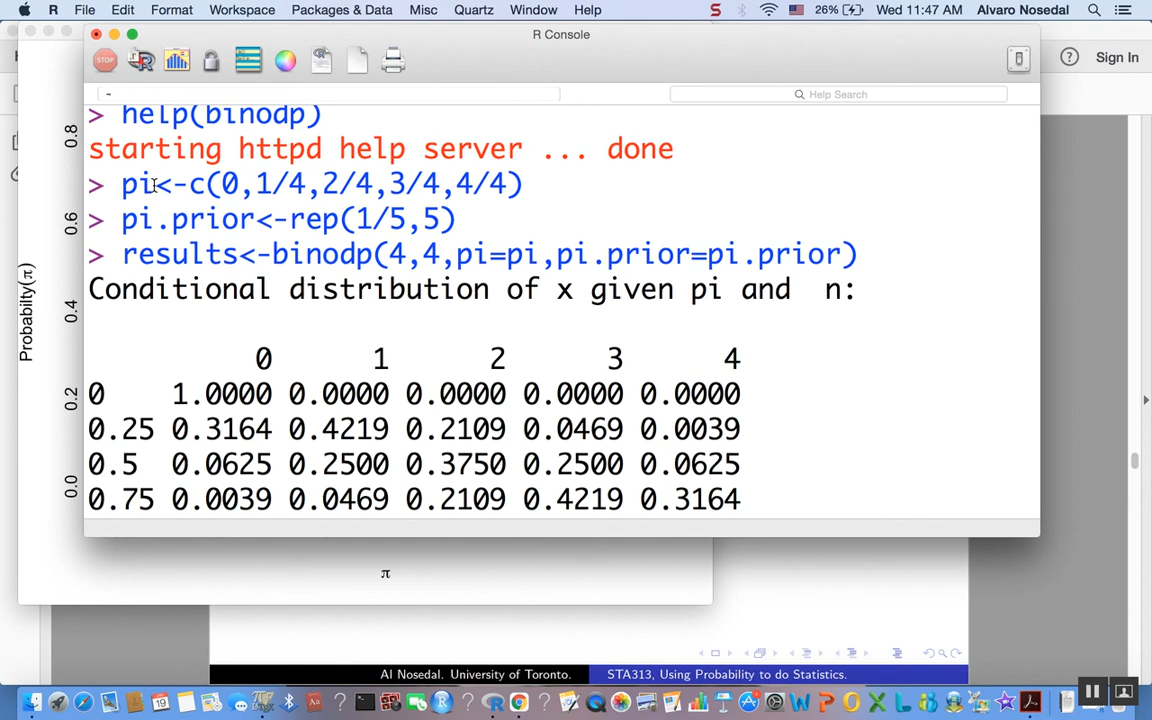 R File Edit Format Workspace Packages & Data Misc Quartz Window Help S 26% Wed 11:47 AM Alvaro Nosedal
R Console
? Sign In
STOP
~ Help Search
> help(binodp)
starting httpd help server ... done
> pi<-c(0,1/4,2/4,3/4,4/4)
> pi.prior<-rep(1/5,5)
> results<-binodp(4,4,pi=pi,pi.prior=pi.prior)
Conditional distribution of x given pi and  n:
0 1 2 3 4
0 1.0000 0.0000 0.0000 0.0000 0.0000
0.25 0.3164 0.4219 0.2109 0.0469 0.0039
0.5 0.0625 0.2500 0.3750 0.2500 0.0625
0.75 0.0039 0.0469 0.2109 0.4219 0.3164
Probabilty(π)
0.8
0.6
0.4
0.2
0.0
π
Al Nosedal. University of Toronto. STA313, Using Probability to do Statistics.